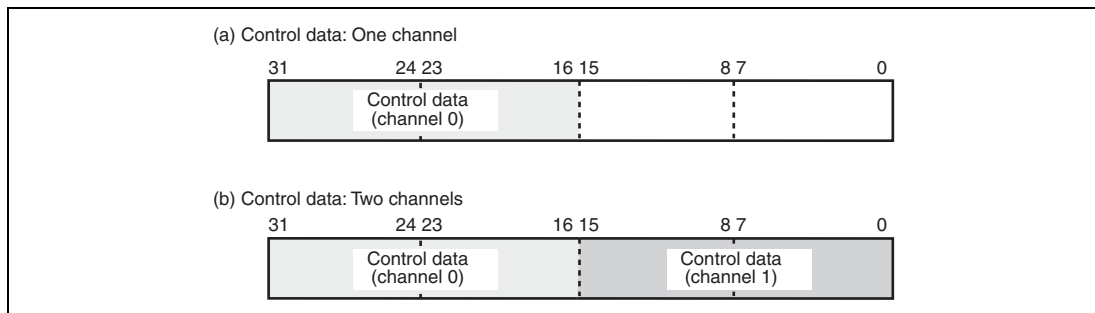 (a) Control data: One channel
31 24 23 16 15 8 7 0
Control data
(channel 0)
(b) Control data: Two channels
31 24 23 16 15 8 7 0
Control data Control data
(channel 0) (channel 1)